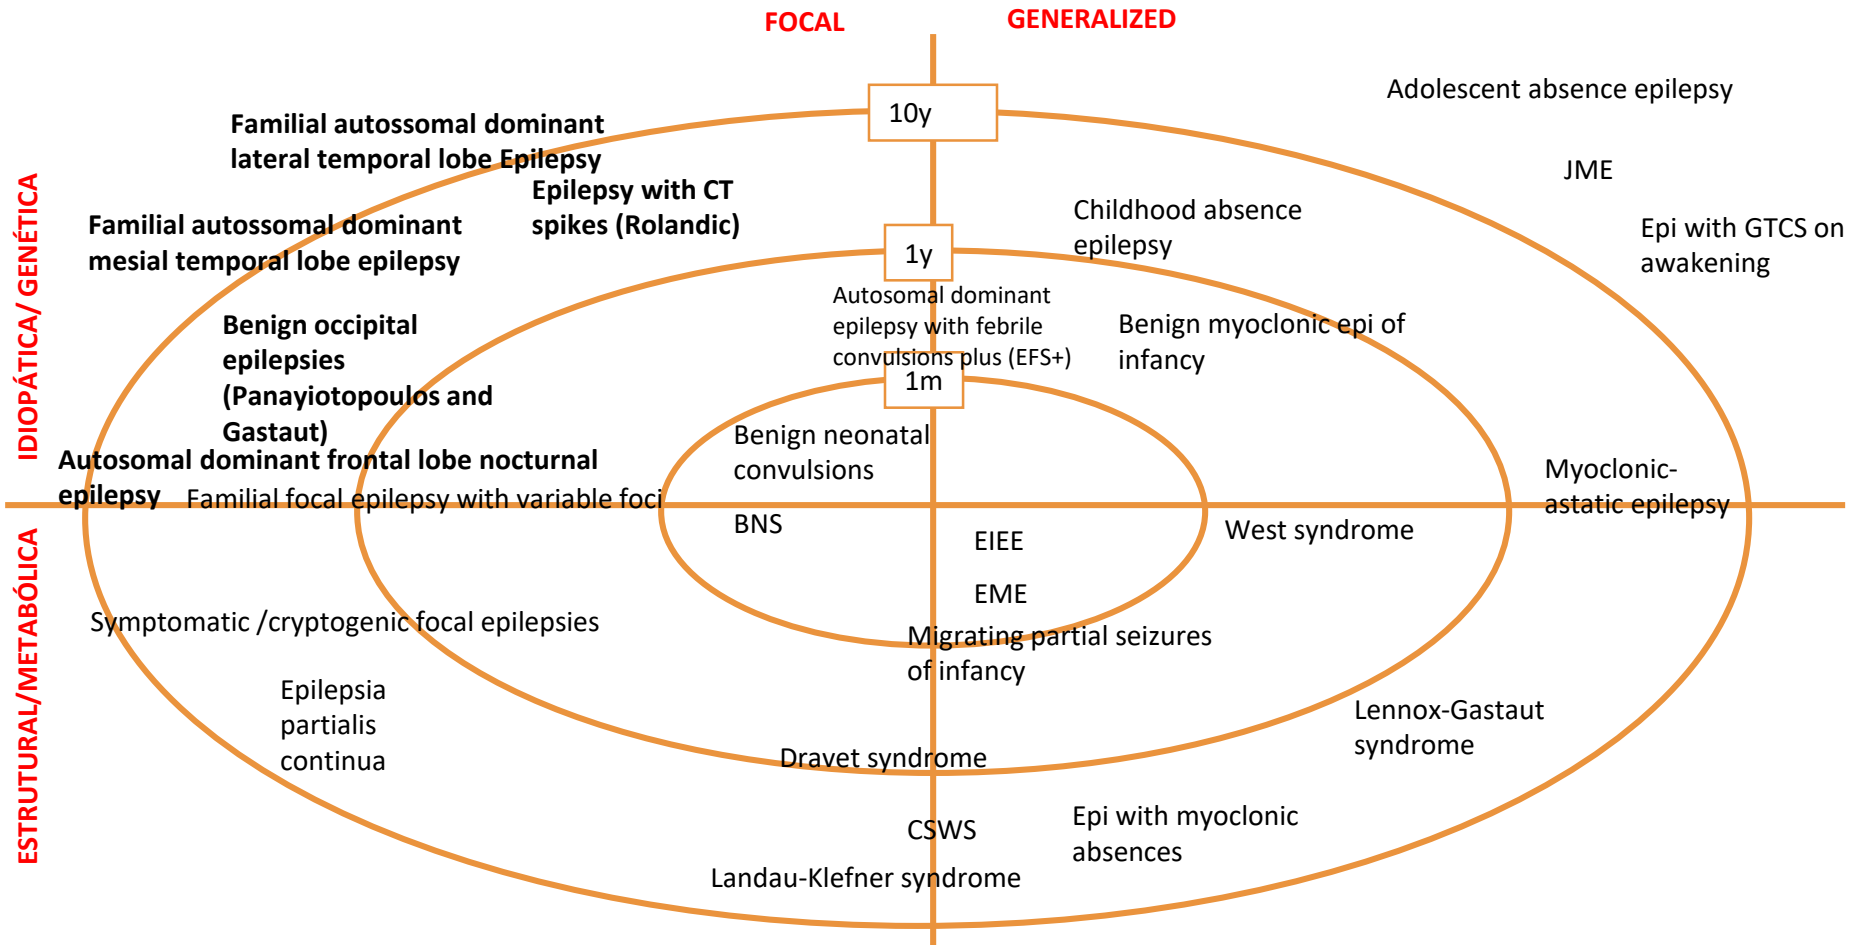 FOCAL
GENERALIZED
10y
Adolescent absence epilepsy
Familial autossomal dominant
lateral temporal lobe Epilepsy
JME
Epilepsy with CT
spikes (Rolandic)
Childhood absence
epilepsy
Familial autossomal dominant
mesial temporal lobe epilepsy
Epi with GTCS on
awakening
1y
IDIOPÁTICA/ GENÉTICA
Autosomal dominant
epilepsy with febrile
convulsions plus (EFS+)
Benign myoclonic epi of
infancy
Benign occipital
epilepsies
(Panayiotopoulos and
Gastaut)
1m
Benign neonatal
convulsions
Autosomal dominant frontal lobe nocturnal
epilepsy
Familial focal epilepsy with variable foci
Myoclonic-
astatic epilepsy
BNS
EIEE
West syndrome
EME
ESTRUTURAL/METABÓLICA
Symptomatic /cryptogenic focal epilepsies
Migrating partial seizures
of infancy
Epilepsia
partialis
continua
Lennox-Gastaut
syndrome
Dravet syndrome
CSWS
Epi with myoclonic
absences
Landau-Klefner syndrome